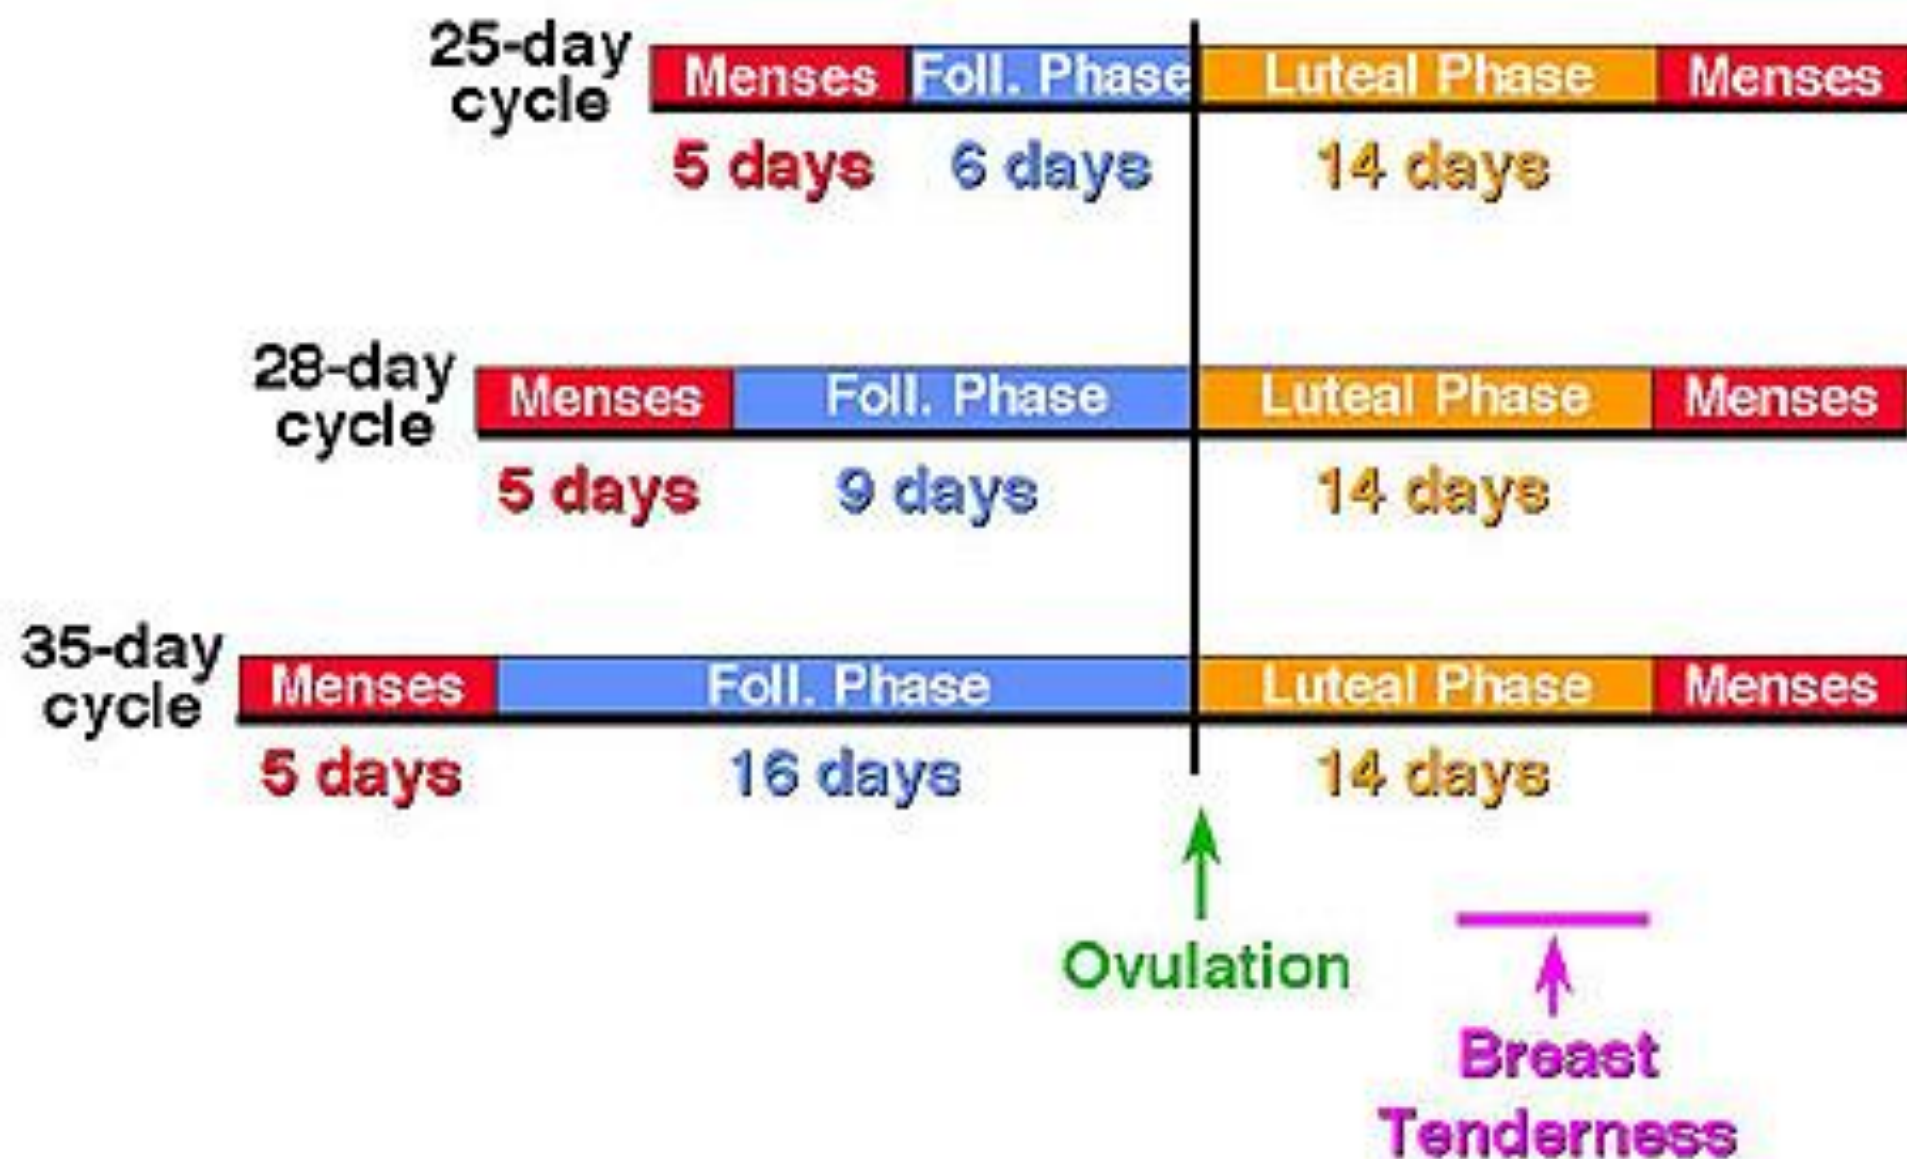 25-day
cycle
Menses Foll. Phase Luteal Phase Menses
5 days 6 days 14 days
28-day
cycle
Menses Foll. Phase Luteal Phase Menses
5 days 9 days 14 days
35-day
cycle
Menses Foll. Phase Luteal Phase Menses
5 days 16 days 14 days
Ovulation
Breast
Tenderness